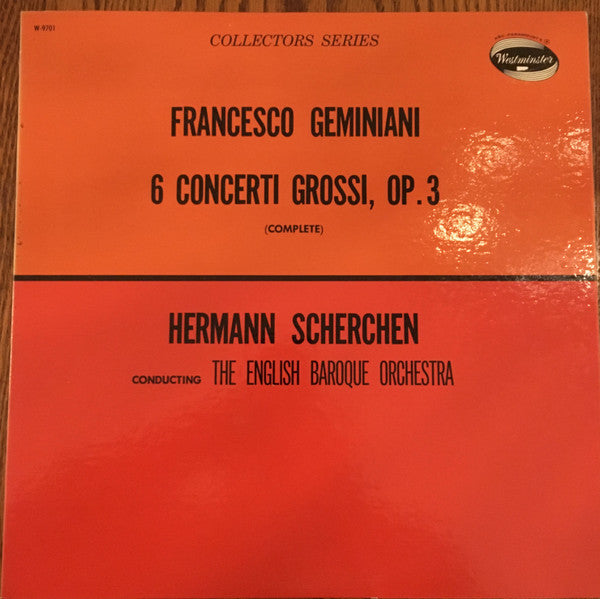 W-9701
COLLECTORS SERIES
Westminster
FRANCESCO GEMINIANI
6 CONCERTI GROSSI, OP. 3
(COMPLETE)
HERMANN SCHERCHEN
CONDUCTING THE ENGLISH BAROQUE ORCHESTRA